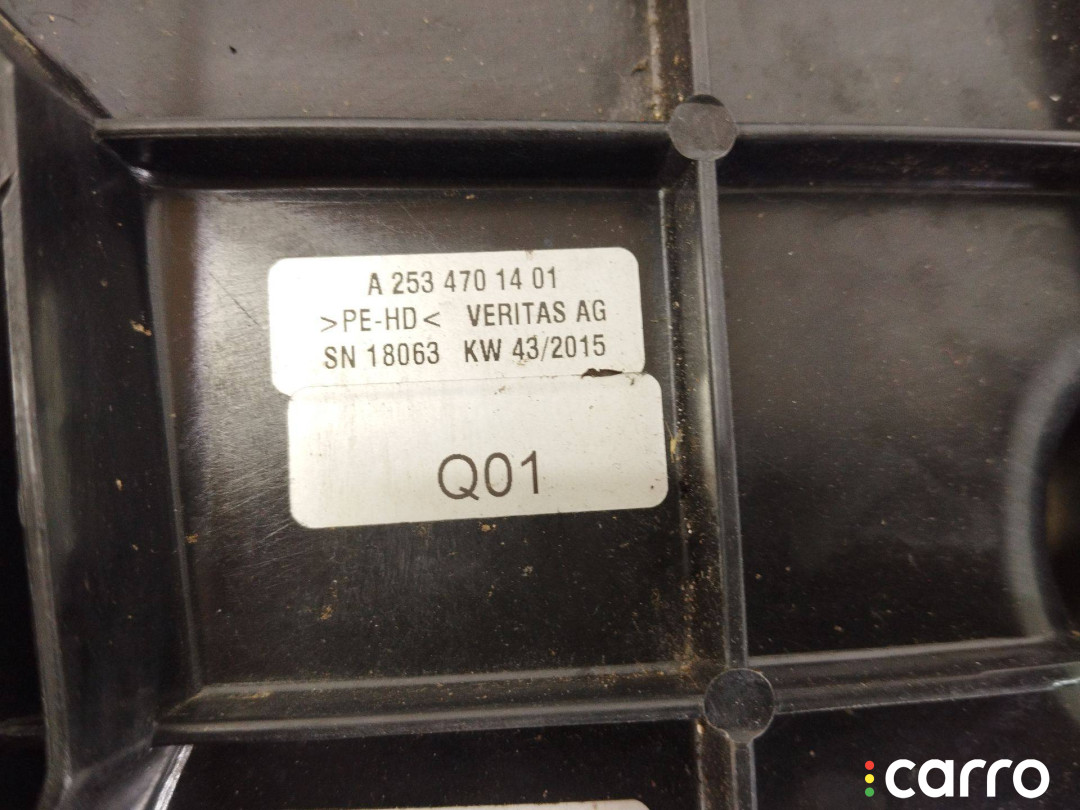 A 253 470 14 01
>PE-HD< VERITAS AG
SN 18063 KW 43/2015
Q01
carro